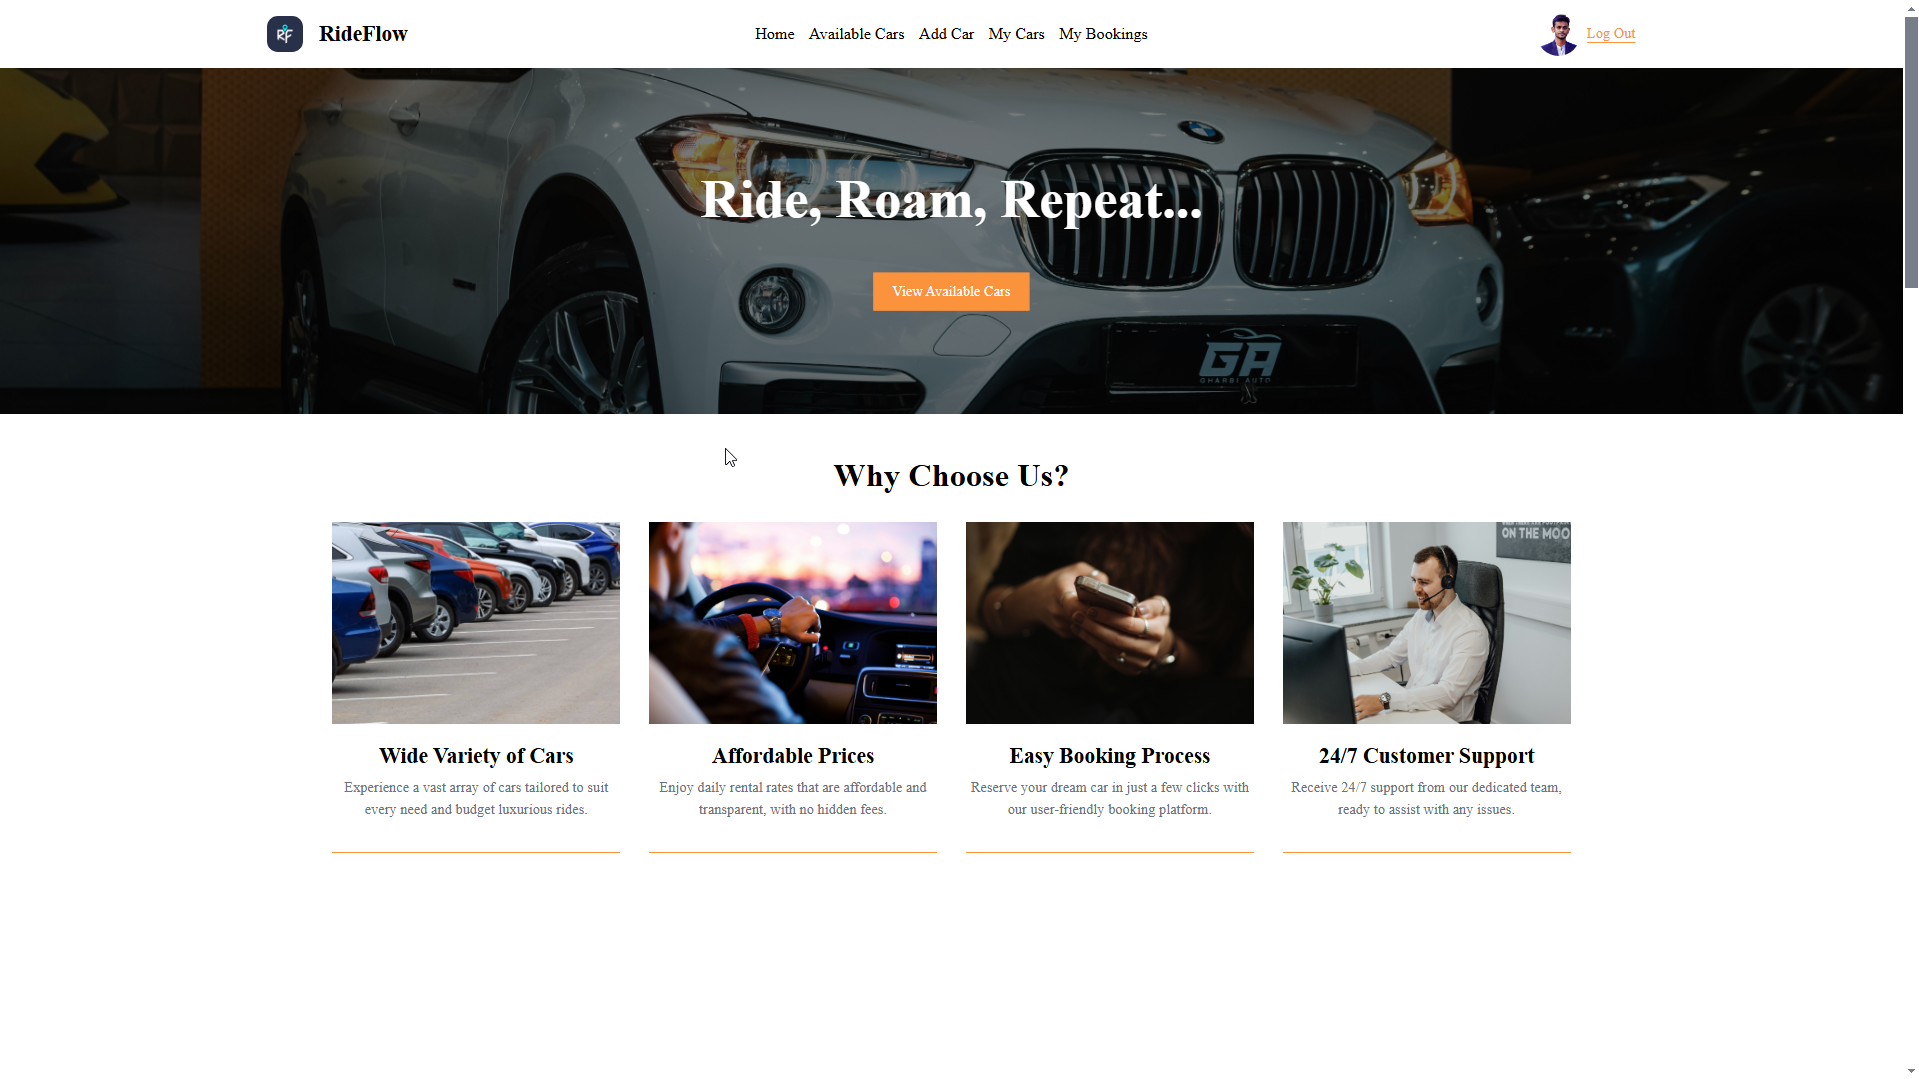 RF
RideFlow
Home Available Cars Add Car My Cars My Bookings
Log Out
Ride, Roam, Repeat...
View Available Cars
GA
GHARBI AUTO
Why Choose Us?
ON THE MOO
Wide Variety of Cars
Experience a vast array of cars tailored to suit
every need and budget luxurious rides.
Affordable Prices
Enjoy daily rental rates that are affordable and
transparent, with no hidden fees.
Easy Booking Process
Reserve your dream car in just a few clicks with
our user-friendly booking platform.
24/7 Customer Support
Receive 24/7 support from our dedicated team,
ready to assist with any issues.